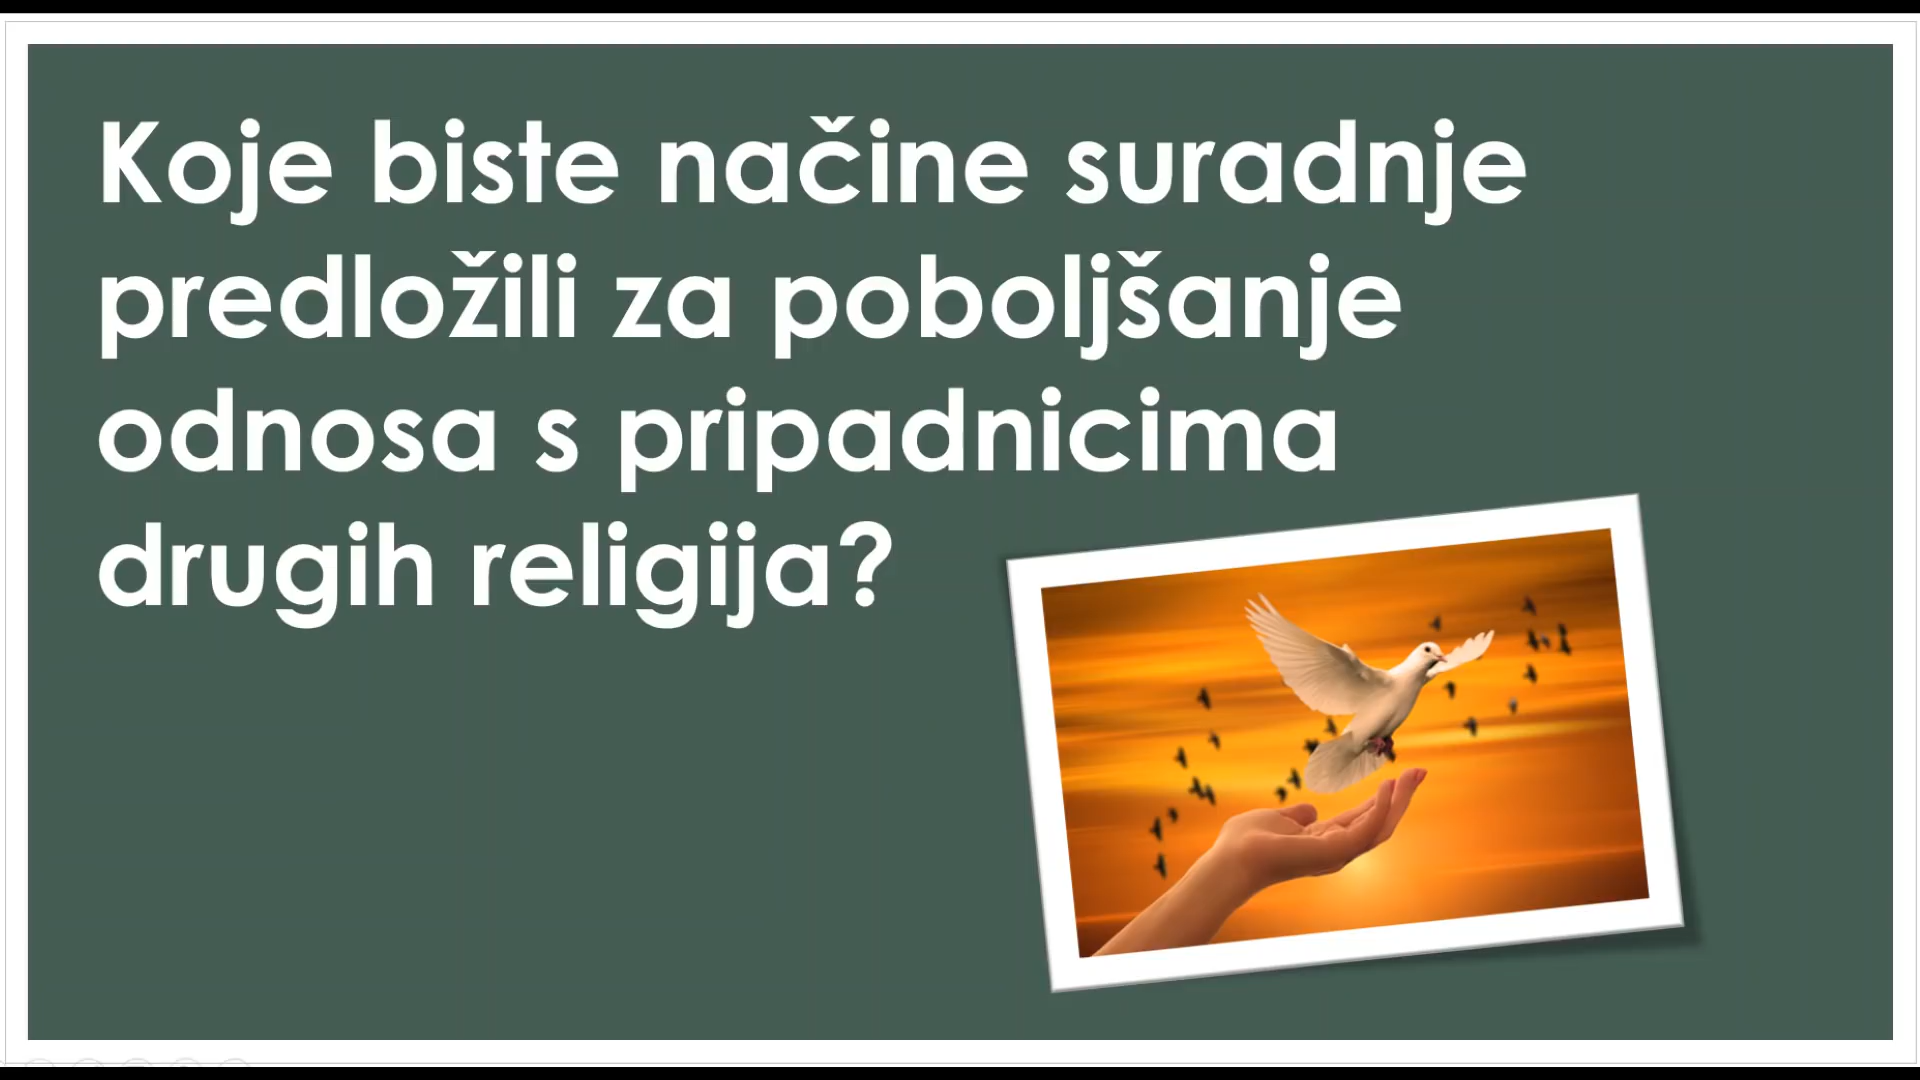 Koje biste načine suradnje
predložili za poboljšanje
odnosa s pripadnicima
drugih religija?